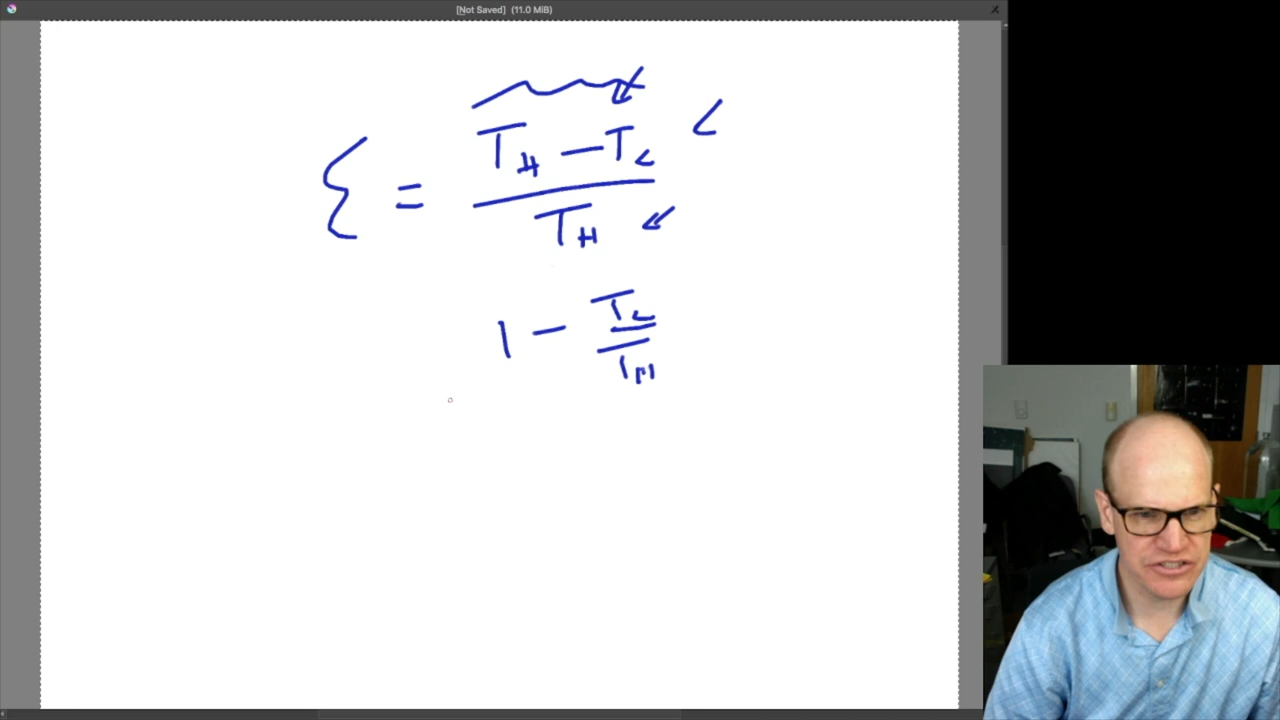 [Not Saved] (11.0 MiB)
ε = (T_H − T_C) / T_H
1 − T_C / T_H